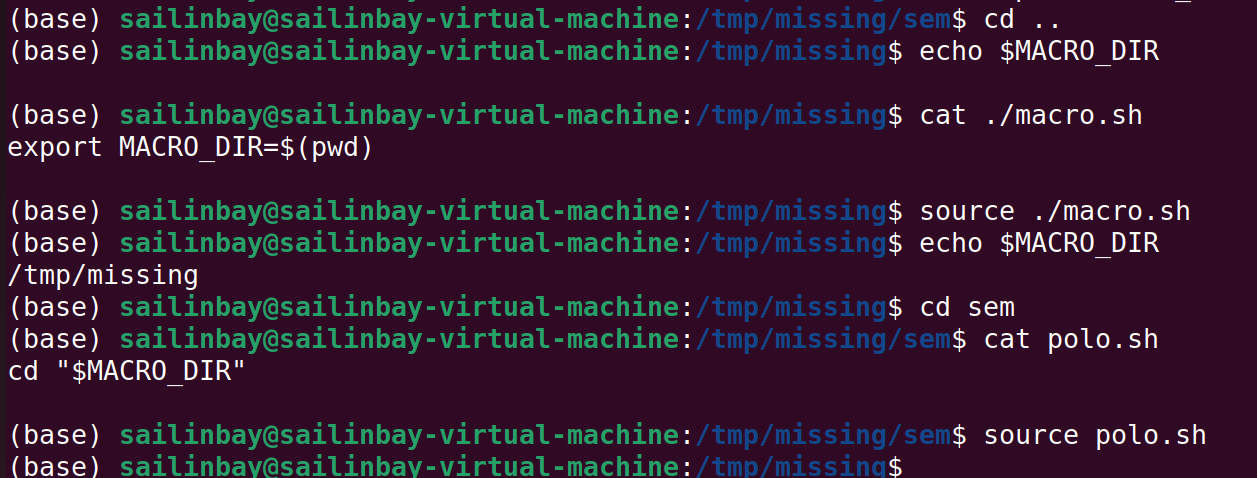 (base) sailinbay@sailinbay-virtual-machine:/tmp/missing/sem$ cd ..
(base) sailinbay@sailinbay-virtual-machine:/tmp/missing$ echo $MACRO_DIR
(base) sailinbay@sailinbay-virtual-machine:/tmp/missing$ cat ./macro.sh
export MACRO_DIR=$(pwd)
(base) sailinbay@sailinbay-virtual-machine:/tmp/missing$ source ./macro.sh
(base) sailinbay@sailinbay-virtual-machine:/tmp/missing$ echo $MACRO_DIR
/tmp/missing
(base) sailinbay@sailinbay-virtual-machine:/tmp/missing$ cd sem
(base) sailinbay@sailinbay-virtual-machine:/tmp/missing/sem$ cat polo.sh
cd "$MACRO_DIR"
(base) sailinbay@sailinbay-virtual-machine:/tmp/missing/sem$ source polo.sh
(base) sailinbay@sailinbay-virtual-machine:/tmp/missing$